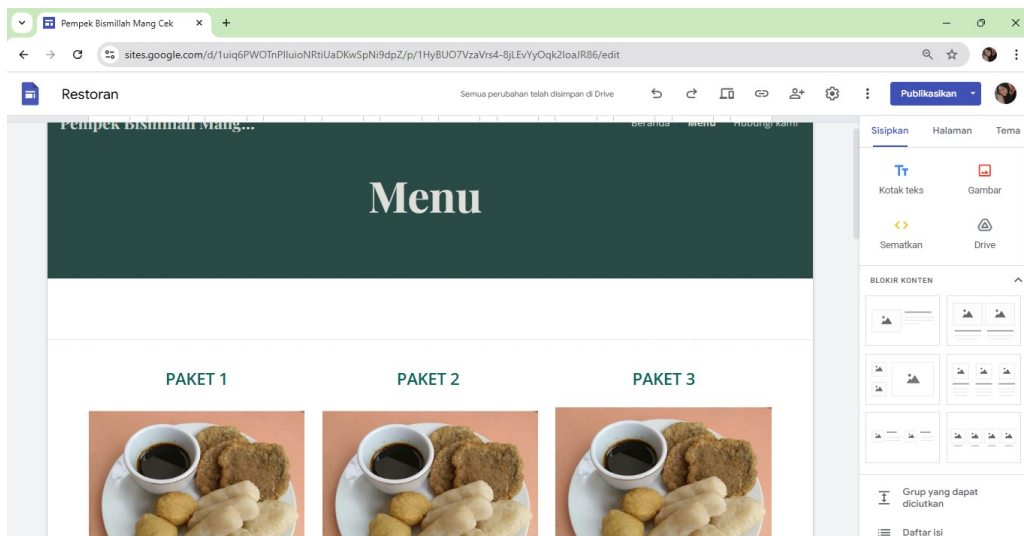 Pempek Bismillah Mang Cek
sites.google.com/d/1uiq6PWOTnPlluioNRtiUaDKwSpNi9dpZ/p/1HyBUO7VzaVrs4-8jLEvYyOqk2loaJR86/edit
Restoran
Semua perubahan telah disimpan di Drive
Publikasikan
Pempek Bismillah Mang...
Beranda Menu Hubungi kami
Sisipkan Halaman Tema
Menu
Kotak teks Gambar
Sematkan Drive
BLOKIR KONTEN
PAKET 1 PAKET 2 PAKET 3
Grup yang dapat
diciutkan
Daftar isi